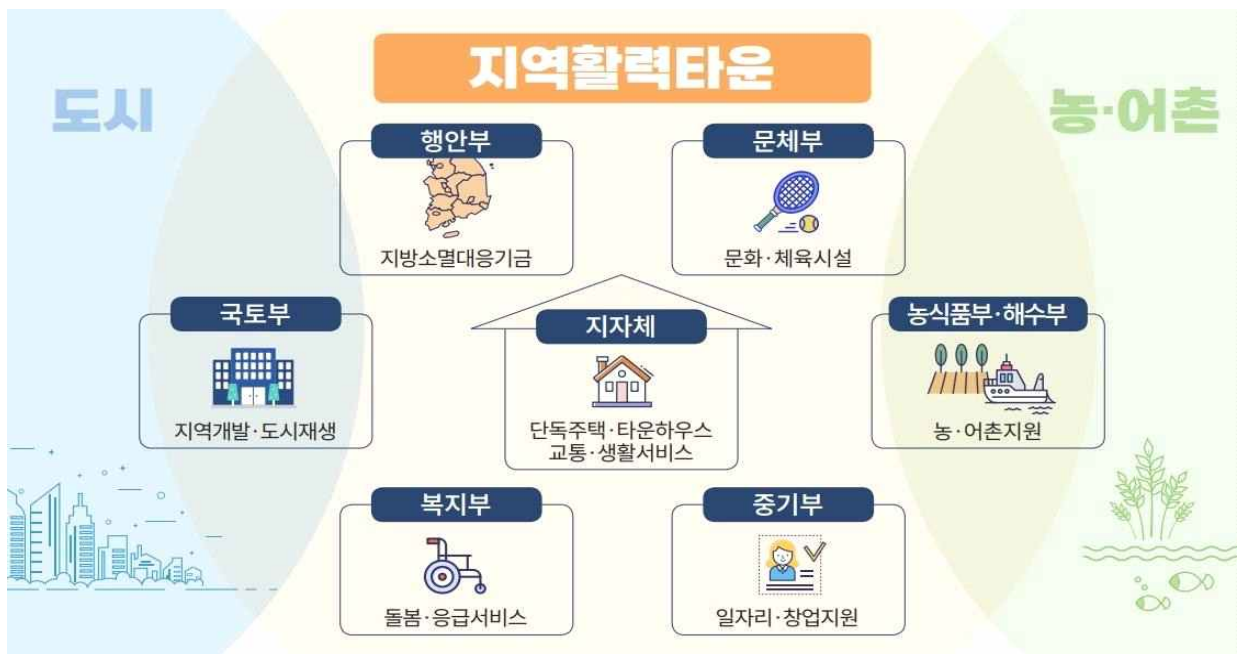 지역활력타운
도시
농·어촌
행안부
지방소멸대응기금
문체부
문화·체육시설
국토부
지역개발·도시재생
지자체
단독주택·타운하우스
교통·생활서비스
농식품부·해수부
농·어촌지원
복지부
돌봄·응급서비스
중기부
일자리·창업지원